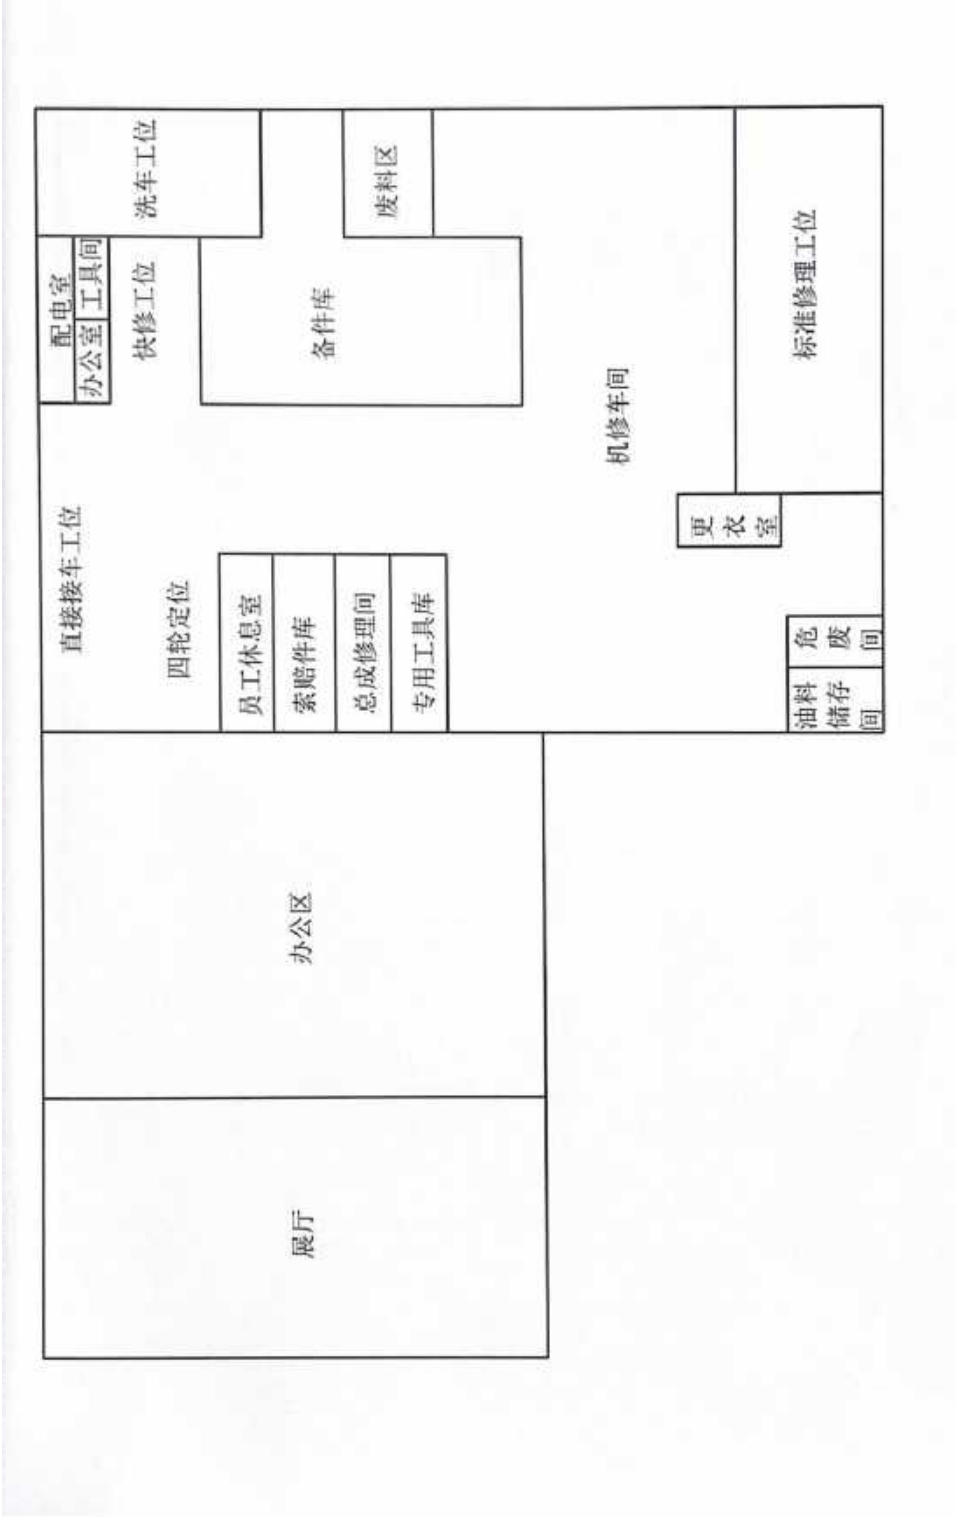 配电室
直接接车工位
办公室
工具间
快修工位
洗车工位
四轮定位
员工休息室
展厅
办公区
索赔件库
备件库
总成修理间
废料区
专用工具库
机修车间
更
衣
室
标准修理工位
油料
储存
间
危
废
间